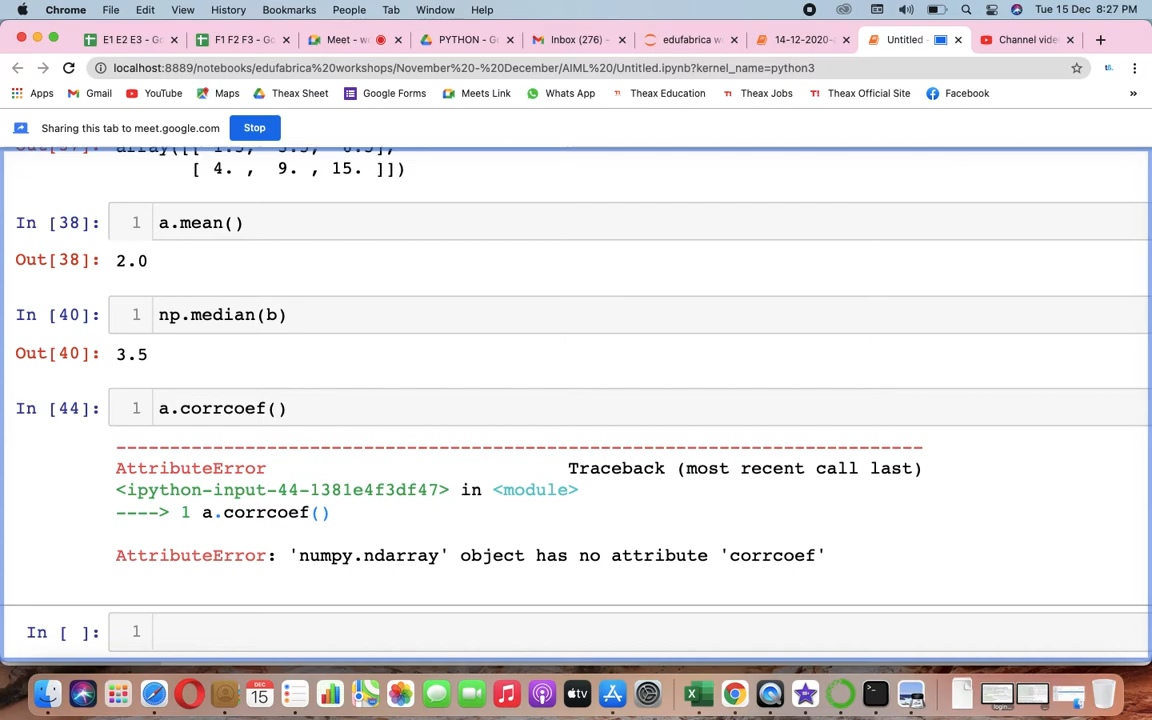 Chrome File Edit View History Bookmarks People Tab Window Help Tue 15 Dec 8:27 PM
E1 E2 E3 - Go F1 F2 F3 - Go Meet - w PYTHON - G Inbox (276) - edufabrica w 14-12-2020- Untitled Channel vide
localhost:8889/notebooks/edufabrica%20workshops/November%20-%20December/AIML%20/Untitled.ipynb?kernel_name=python3
Apps Gmail YouTube Maps Theax Sheet Google Forms Meets Link Whats App Theax Education Theax Jobs Theax Official Site Facebook »
Sharing this tab to meet.google.com Stop
[ 4. , 9. , 15. ]])
In [38]: 1 a.mean()
Out[38]: 2.0
In [40]: 1 np.median(b)
Out[40]: 3.5
In [44]: 1 a.corrcoef()
---------------------------------------------------------------------------
AttributeError Traceback (most recent call last)
<ipython-input-44-1381e4f3df47> in <module>
----> 1 a.corrcoef()
AttributeError: 'numpy.ndarray' object has no attribute 'corrcoef'
In [ ]: 1
DEC
15
tv